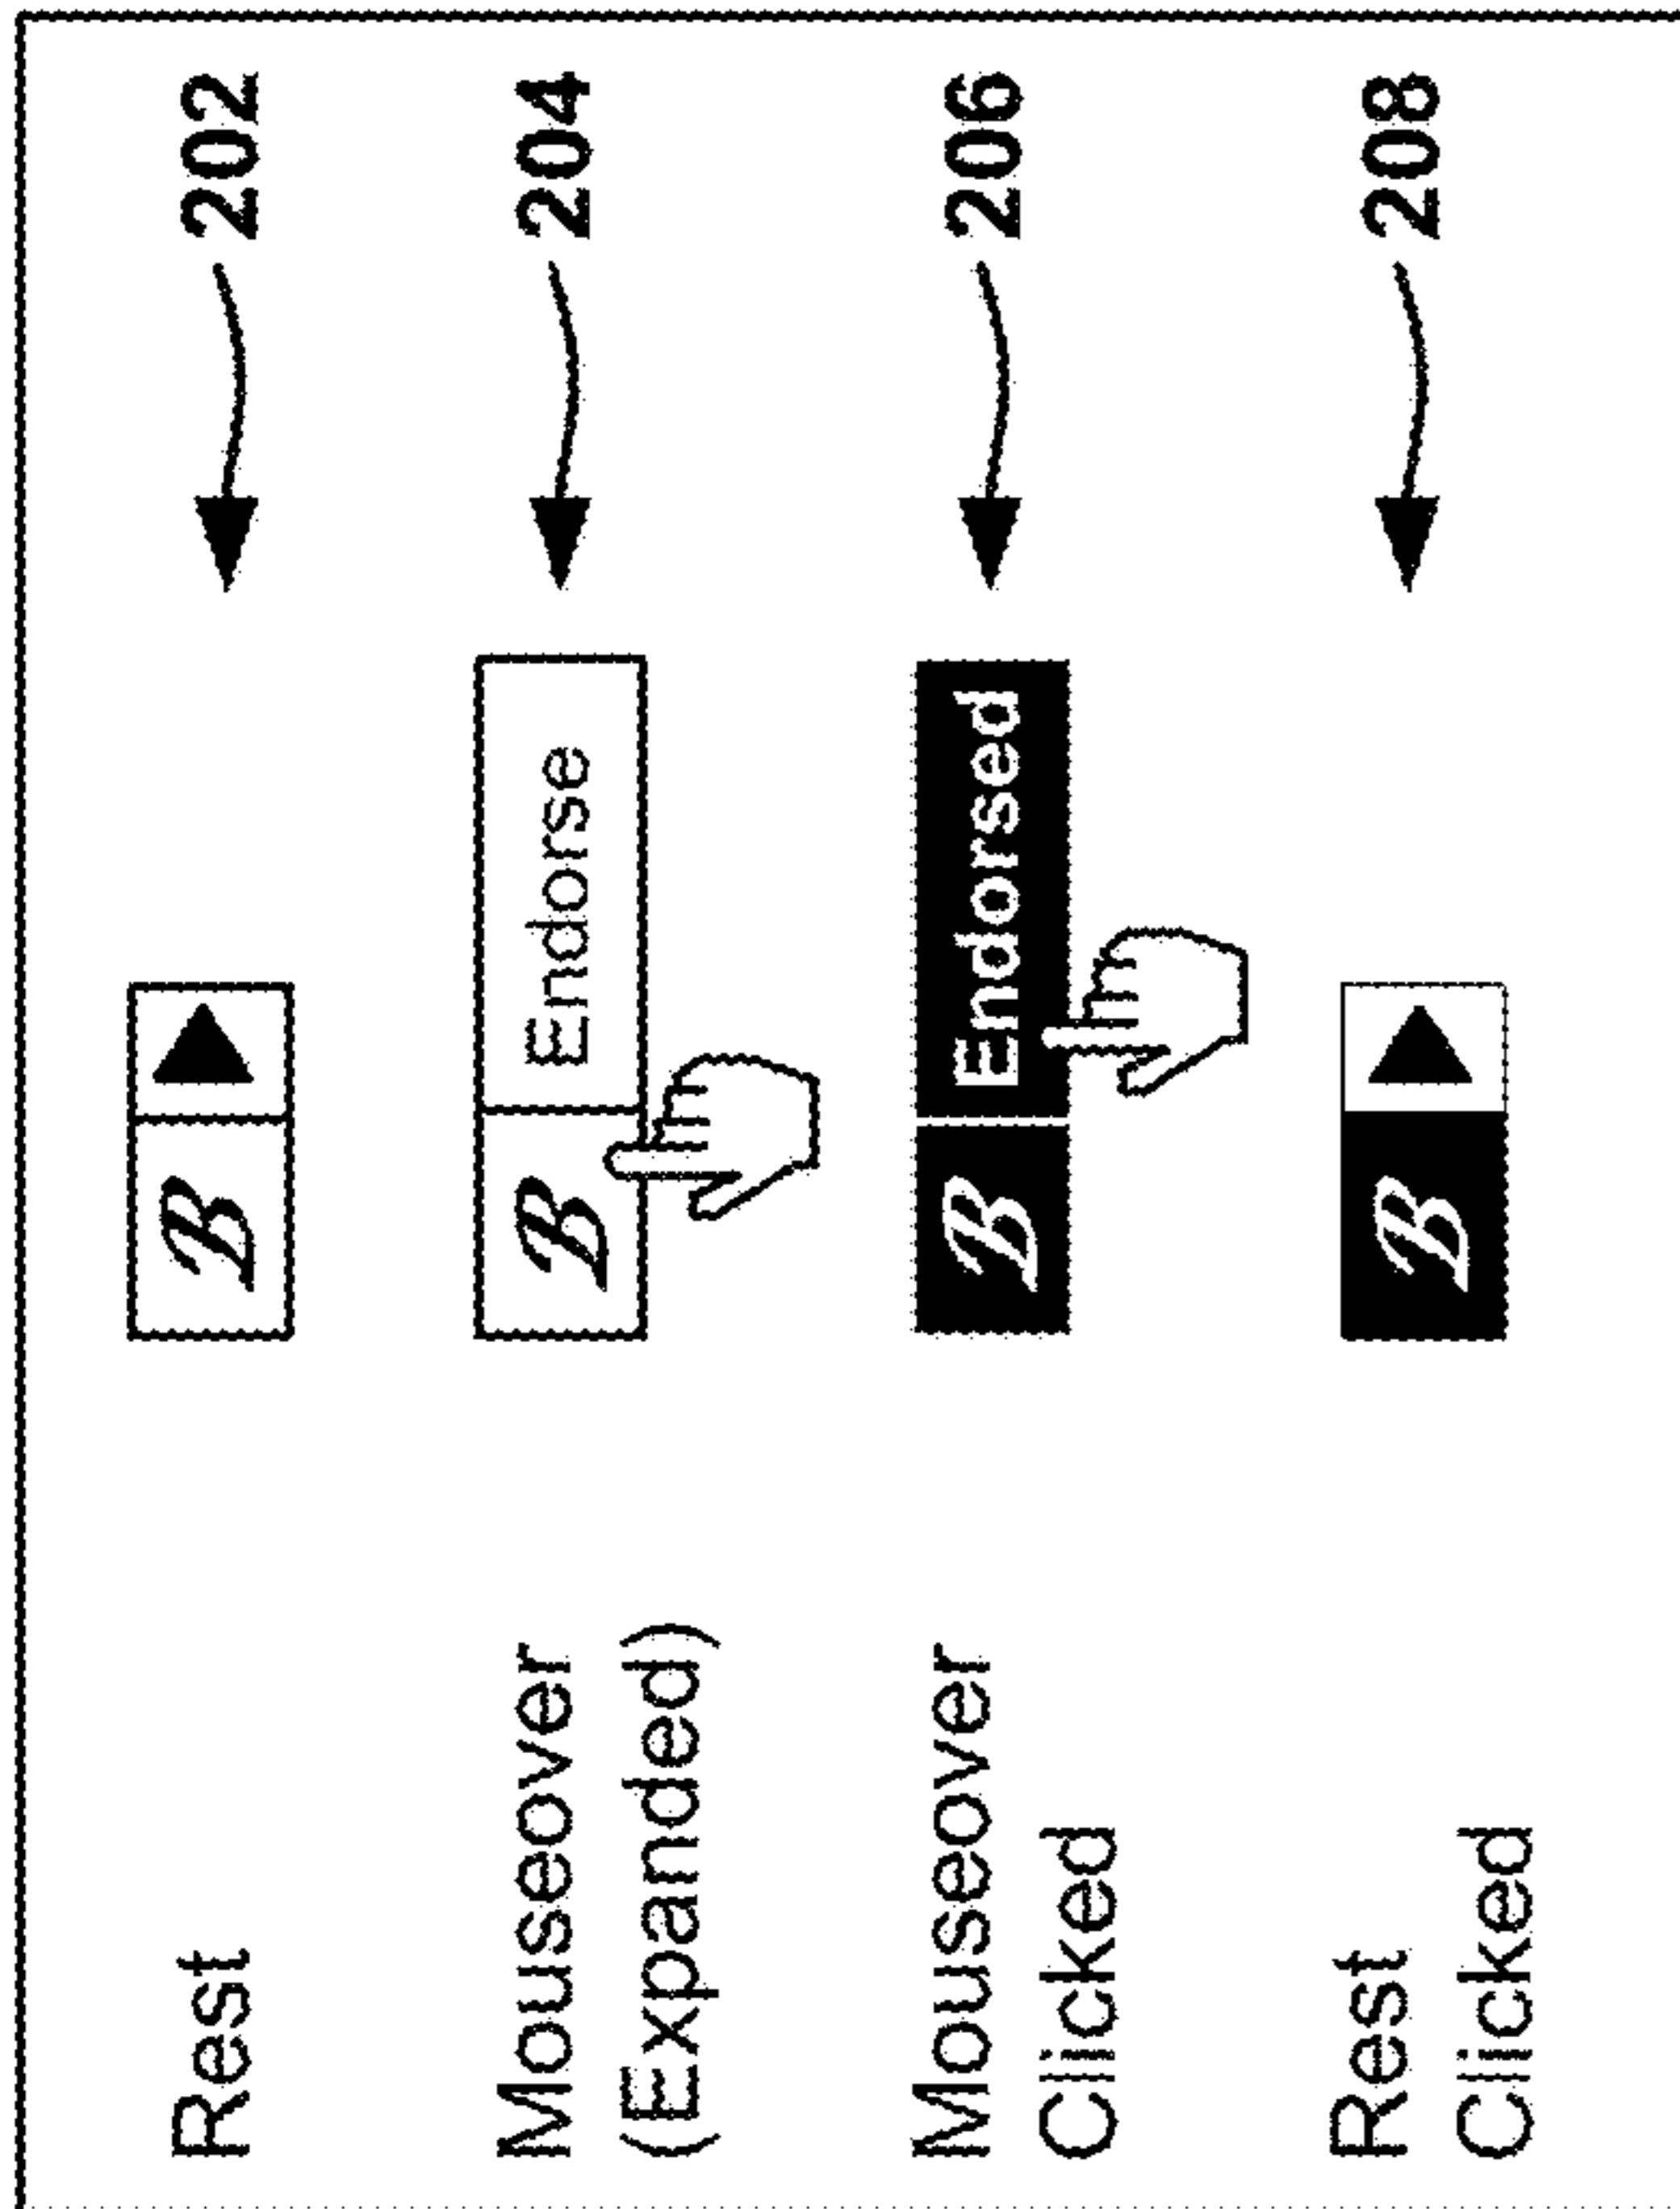 Rest
B
202
Mouseover
(Expanded)
B Endorse
204
Mouseover
Clicked
B Endorsed
206
Rest
Clicked
B
208